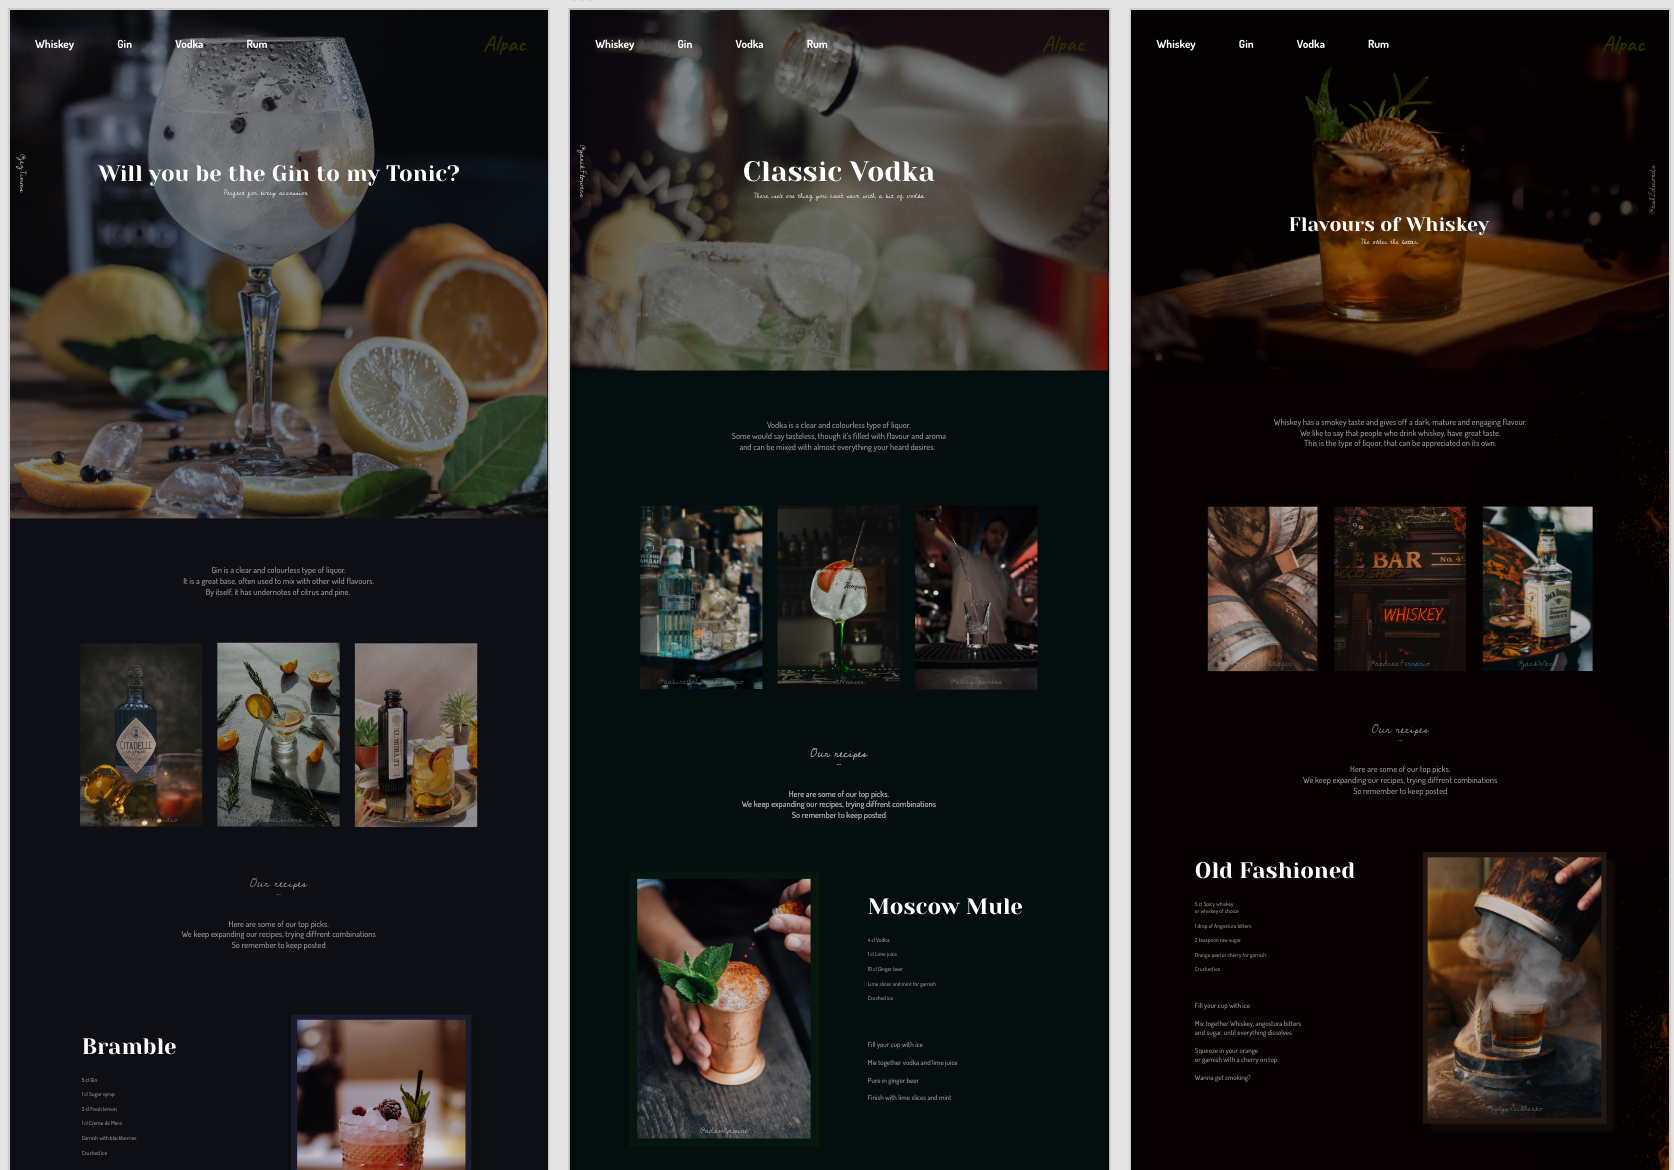 Whiskey Gin Vodka Rum
Alpac
@jezTimms
Will you be the Gin to my Tonic?
Perfect for every occession
Gin is a clear and colourless type of liquor.
It is a great base, often used to mix with other wild flavours.
By itself, it has undernotes of citrus and pine.
CITADELLE
Our recipes
Here are some of our top picks.
We keep expanding our recipes, trying diffrent combinations
So remember to keep posted
Bramble
5 cl Gin
1 cl Sugar syrup
3 cl Fresh lemon
1 cl Creme de Mere
Garnish with blackberries
Crushed ice
Whiskey Gin Vodka Rum
Alpac
Classic Vodka
There isnt one thing you cant save with a bit of vodka
Vodka is a clear and colourless type of liquor.
Some would say tasteless, though it's filled with flavour and aroma
and can be mixed with almost everything your heard desires.
Our recipes
Here are some of our top picks.
We keep expanding our recipes, trying diffrent combinations
So remember to keep posted
Moscow Mule
4 cl Vodka
1 cl Lime juice
10 cl Ginger beer
Lime slices and mint for garnish
Crushed ice
Fill your cup with ice
Mix together vodka and lime juice
Pure in ginger beer
Finish with lime slices and mint
Whiskey Gin Vodka Rum
Alpac
@ashEdmonds
Flavours of Whiskey
The older the better
Whiskey has a smokey taste and gives off a dark, mature and engaging flavour.
We like to say that people who drink whiskey, have great taste.
This is the type of liquor, that can be appreciated on its own.
E BAR No. 45
ACCO SHOP
WHISKEY
JACK DANIEL
@andreaFerrario
@jackWard
Our recipes
Here are some of our top picks.
We keep expanding our recipes, trying diffrent combinations
So remember to keep posted
Old Fashioned
5 cl Spicy whiskey
or whiskey of choice
1 drop of Angostura bitters
2 teaspoon raw sugar
Orange peel or cherry for garnish
Crushed ice
Fill your cup with ice
Mix together Whiskey, angostura bitters
and sugar, until everything dissolves
Squeeze in your orange
or garnish with a cherry on top
Wanna get smoking?